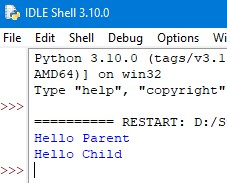 IDLE Shell 3.10.0
File Edit Shell Debug Options
Python 3.10.0 (tags/v3.1
AMD64)] on win32
Type "help", "copyright"
>>>
========== RESTART: D:/S
Hello Parent
Hello Child
>>>